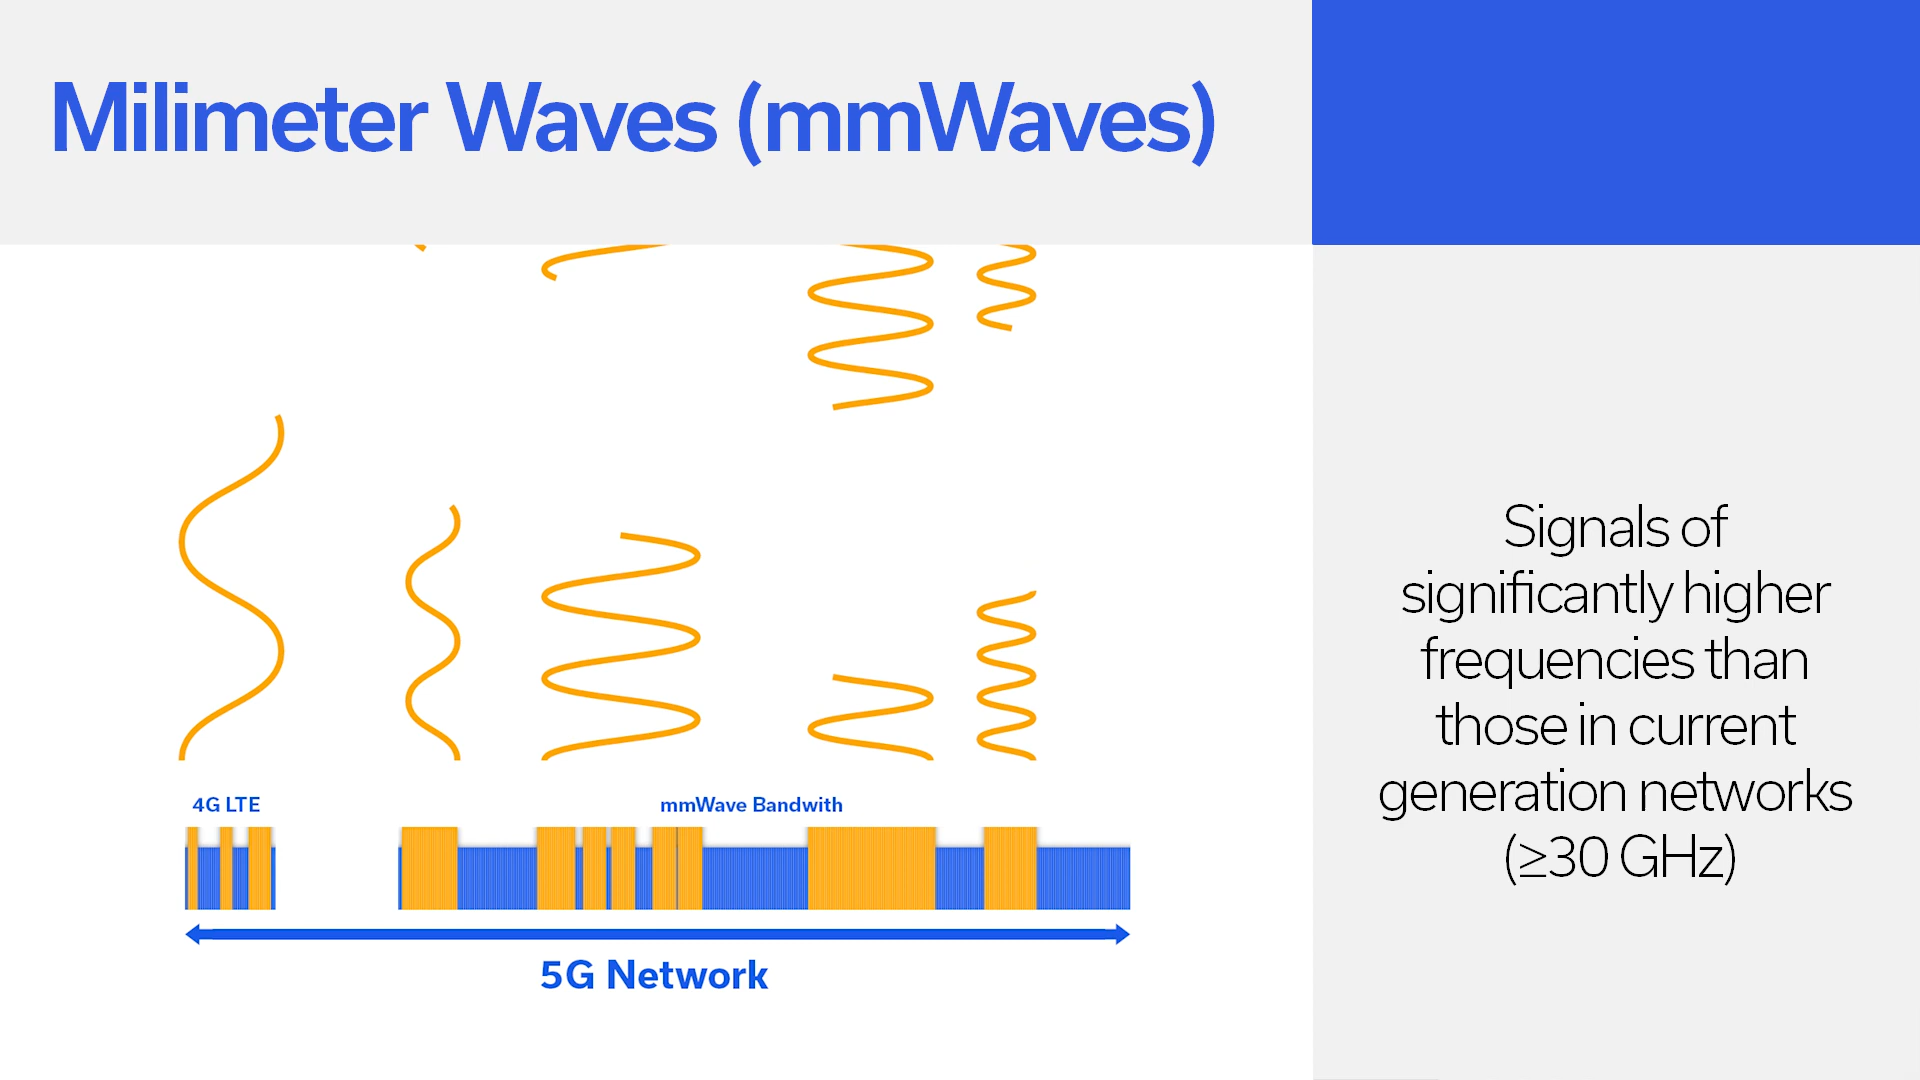 Milimeter Waves (mmWaves)
4G LTE
mmWave Bandwith
5G Network
Signals of
significantly higher
frequencies than
those in current
generation networks
(≥30 GHz)